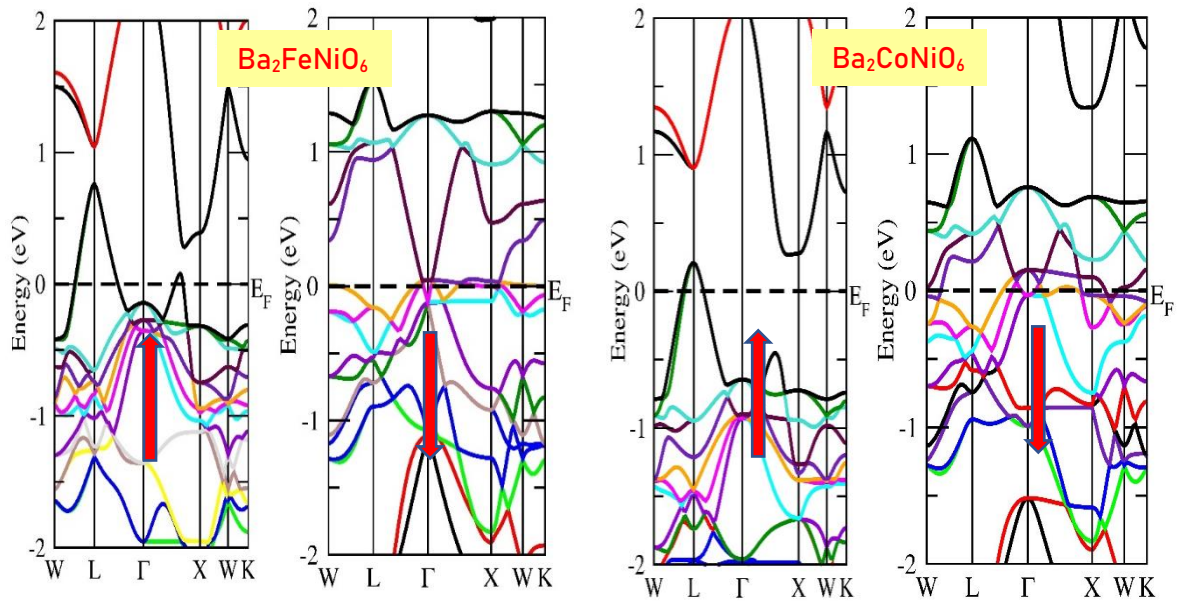 Ba₂FeNiO₆
Ba₂CoNiO₆
Energy (eV)
2
1
0
-1
-2
W L Γ X W K
E_F
Energy (eV)
2
1
0
-1
-2
W L Γ X W K
E_F
Energy (eV)
2
1
0
-1
-2
W L Γ X W K
E_F
Energy (eV)
2
1
0
-1
-2
W L Γ X W K
E_F